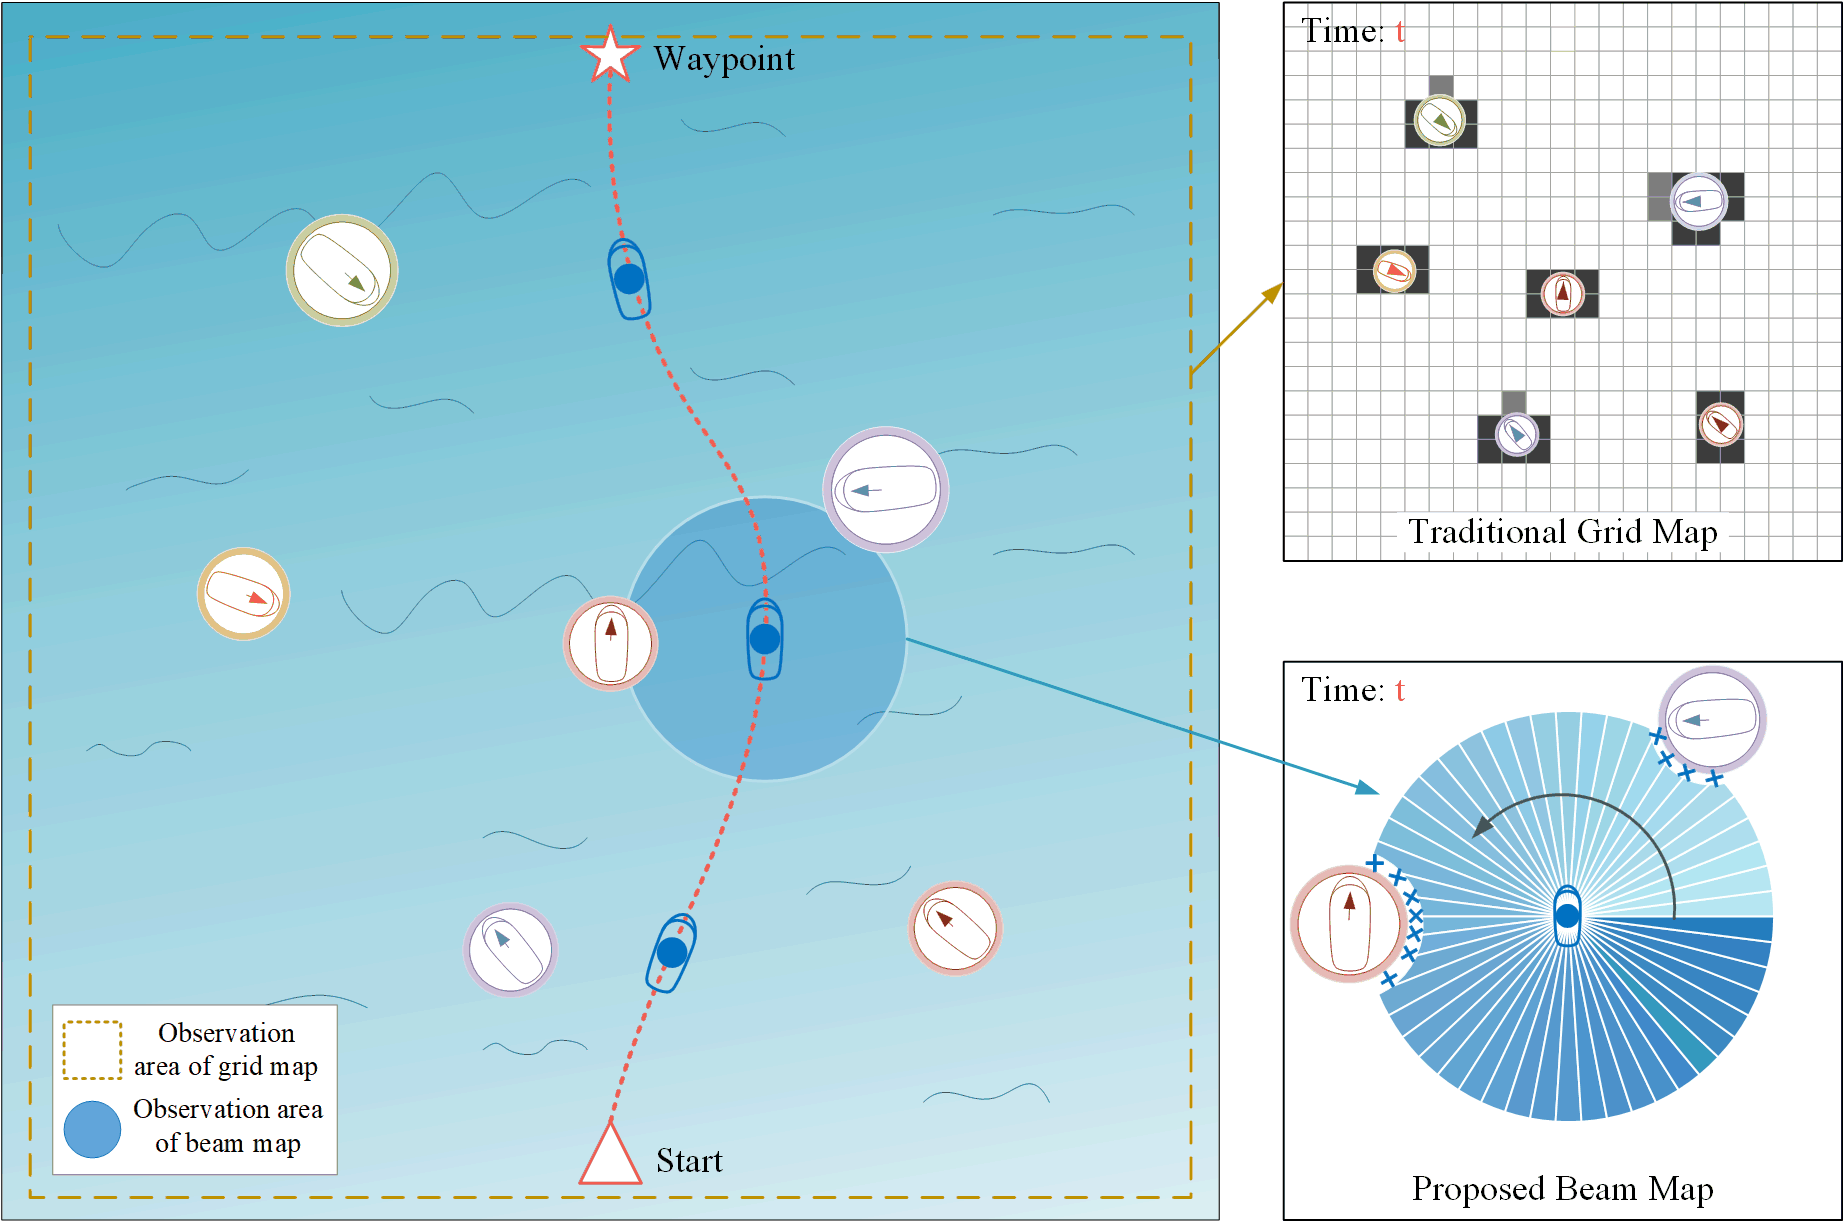 Waypoint
Start
Observation
area of grid map
Observation area
of beam map
Time: t
Traditional Grid Map
Time: t
Proposed Beam Map